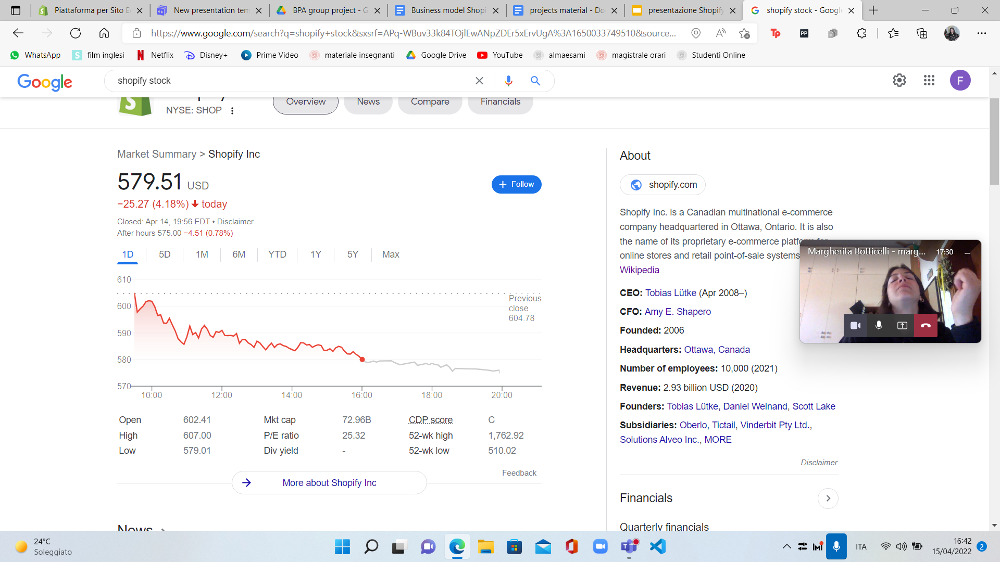 Piattaforma per Sito E
New presentation tem
BPA group project - G
Business model Shopi
projects material - Do
presentazione Shopify
shopify stock - Google
https://www.google.com/search?q=shopify+stock&sxsrf=APq-WBuv33k84TOjlEwANpZDEr5xErvUgA%3A1650033749510&source...
WhatsApp
film inglesi
Netflix
Disney+
Prime Video
materiale insegnanti
Google Drive
YouTube
almaesami
magistrale orari
Studenti Online
Google
shopify stock
F
NYSE: SHOP
Overview
News
Compare
Financials
Market Summary > Shopify Inc
579.51 USD
−25.27 (4.18%) today
Closed: Apr 14, 19:56 EDT • Disclaimer
After hours 575.00 −4.51 (0.78%)
+ Follow
1D 5D 1M 6M YTD 1Y 5Y Max
610
600
590
580
570
Previous
close
604.78
10:00 12:00 14:00 16:00 18:00 20:00
Open 602.41 Mkt cap 72.96B CDP score C
High 607.00 P/E ratio 25.32 52-wk high 1,762.92
Low 579.01 Div yield - 52-wk low 510.02
Feedback
More about Shopify Inc
News
About
shopify.com
Shopify Inc. is a Canadian multinational e-commerce
company headquartered in Ottawa, Ontario. It is also
the name of its proprietary e-commerce platform for
online stores and retail point-of-sale systems
Wikipedia
CEO: Tobias Lütke (Apr 2008–)
CFO: Amy E. Shapero
Founded: 2006
Headquarters: Ottawa, Canada
Number of employees: 10,000 (2021)
Revenue: 2.93 billion USD (2020)
Founders: Tobias Lütke, Daniel Weinand, Scott Lake
Subsidiaries: Oberlo, Tictail, Vinderbit Pty Ltd.,
Solutions Alveo Inc., MORE
Disclaimer
Financials
Quarterly financials
Margherita Botticelli - marg... 17:30
24°C
Soleggiato
ITA
16:42
15/04/2022
2